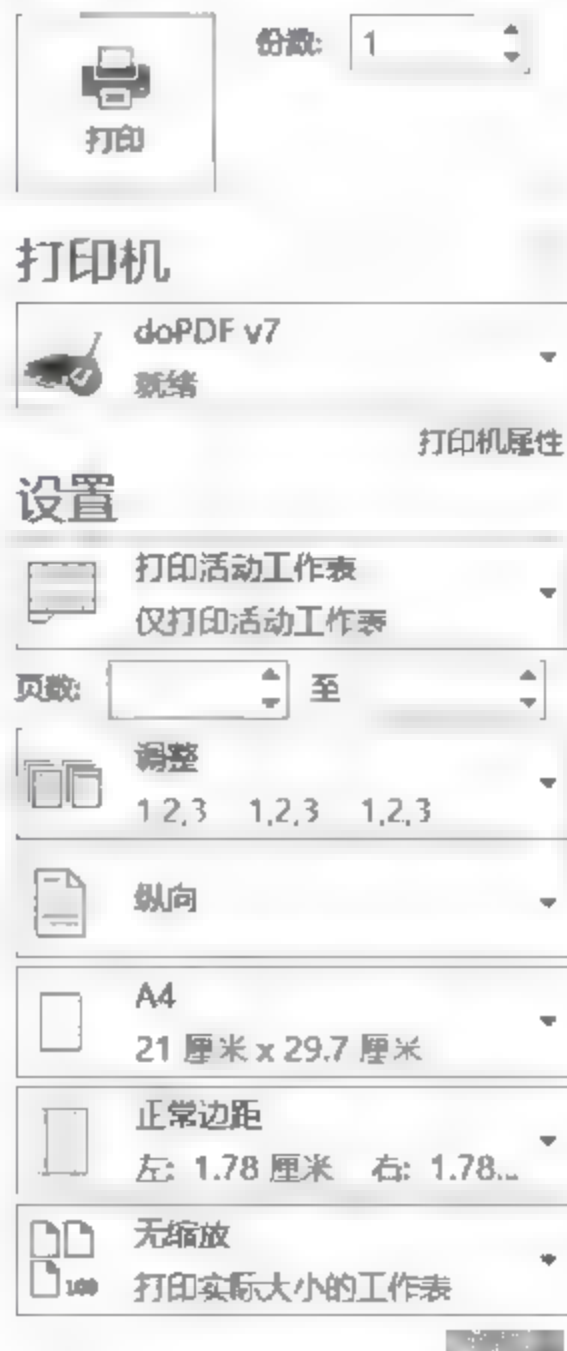 份数: 1
打印
打印机
doPDF v7
就绪
打印机属性
设置
打印活动工作表
仅打印活动工作表
页数: 至
调整
1,2,3 1,2,3 1,2,3
纵向
A4
21 厘米 x 29.7 厘米
正常边距
左: 1.78 厘米 右: 1.78...
无缩放
100
打印实际大小的工作表